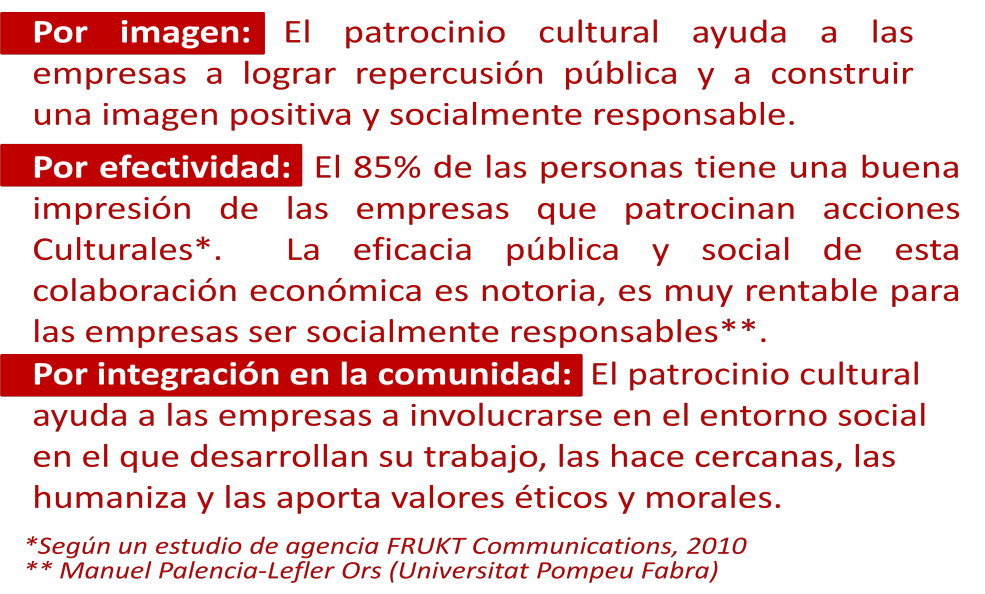 Por imagen: El patrocinio cultural ayuda a las
empresas a lograr repercusión pública y a construir
una imagen positiva y socialmente responsable.
Por efectividad: El 85% de las personas tiene una buena
impresión de las empresas que patrocinan acciones
Culturales*. La eficacia pública y social de esta
colaboración económica es notoria, es muy rentable para
las empresas ser socialmente responsables**.
Por integración en la comunidad: El patrocinio cultural
ayuda a las empresas a involucrarse en el entorno social
en el que desarrollan su trabajo, las hace cercanas, las
humaniza y las aporta valores éticos y morales.
*Según un estudio de agencia FRUKT Communications, 2010
** Manuel Palencia-Lefler Ors (Universitat Pompeu Fabra)